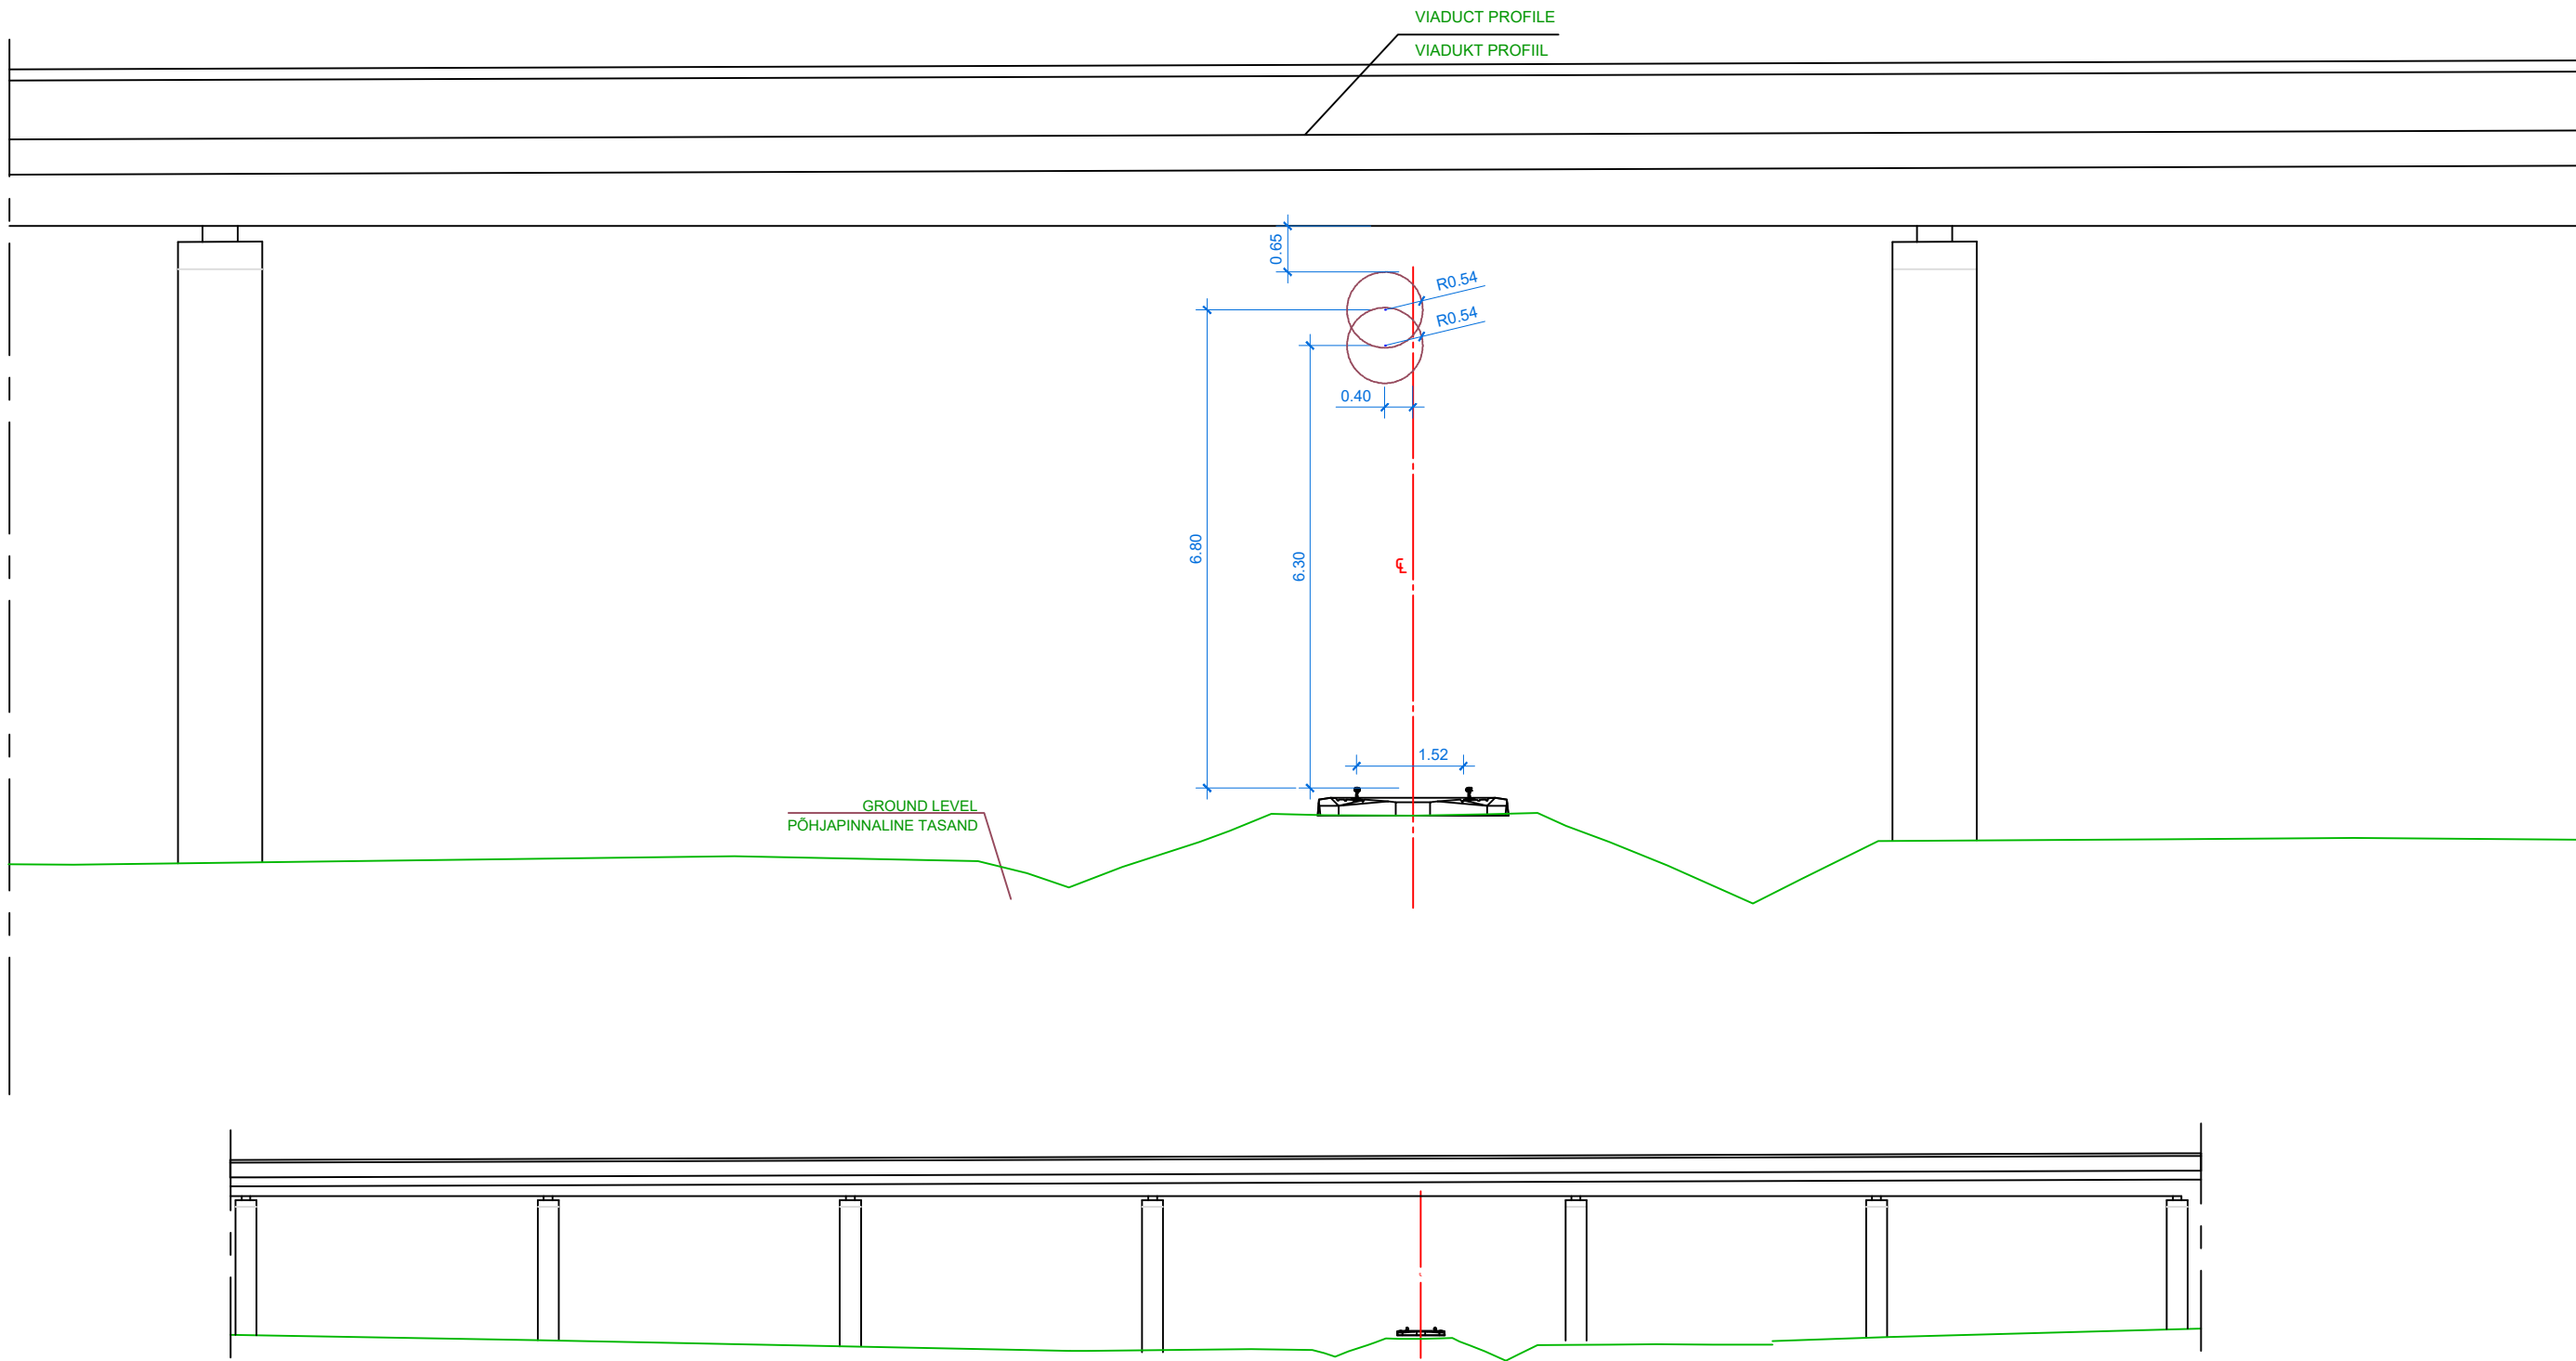 VIADUCT PROFILE
VIADUKT PROFIIL
0.65
R0.54
R0.54
0.40
6.80
6.30
℄
1.52
GROUND LEVEL
PÕHJAPINNALINE TASAND